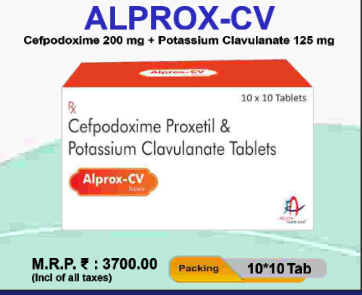 ALPROX-CV
Cefpodoxime 200 mg + Potassium Clavulanate 125 mg
Alprox-CV
10 x 10 Tablets
Rx
Cefpodoxime Proxetil &
Potassium Clavulanate Tablets
Alprox-CV
Tablets
M.R.P. ₹ : 3700.00
(Incl of all taxes)
Packing
10*10 Tab